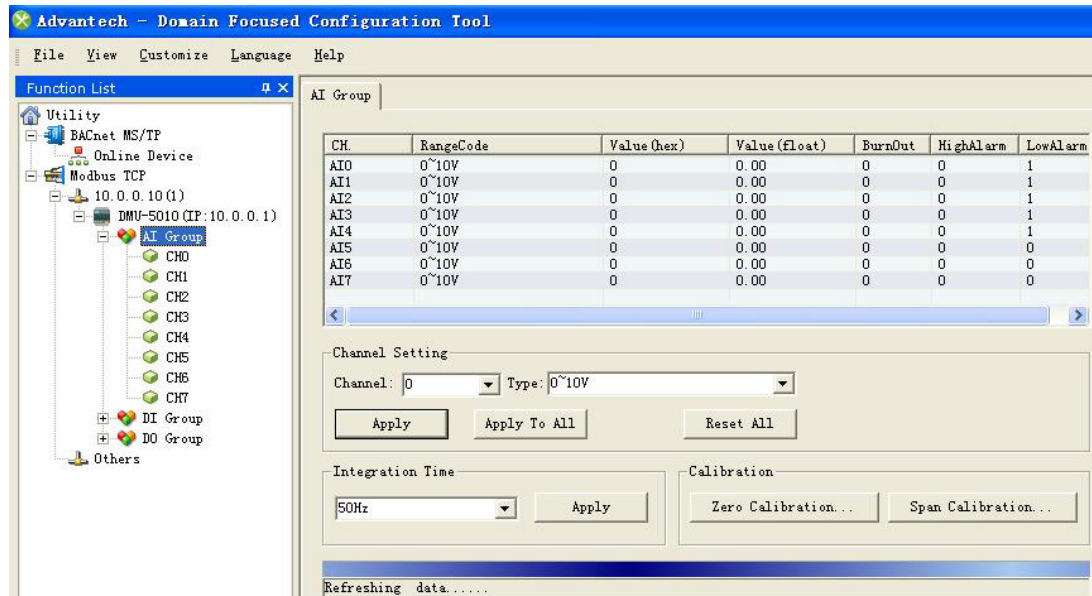 Advantech - Domain Focused Configuration Tool
File View Customize Language Help
Function List
Utility
BACnet MS/TP
Online Device
Modbus TCP
10.0.0.10(1)
DMU-5010(IP:10.0.0.1)
AI Group
CH0
CH1
CH2
CH3
CH4
CH5
CH6
CH7
DI Group
DO Group
Others
AI Group
CH. RangeCode Value(hex) Value(float) BurnOut HighAlarm LowAlarm
AI0 0~10V 0 0.00 0 0 1
AI1 0~10V 0 0.00 0 0 1
AI2 0~10V 0 0.00 0 0 1
AI3 0~10V 0 0.00 0 0 1
AI4 0~10V 0 0.00 0 0 1
AI5 0~10V 0 0.00 0 0 0
AI6 0~10V 0 0.00 0 0 0
AI7 0~10V 0 0.00 0 0 0
Channel Setting
Channel: 0 Type: 0~10V
Apply Apply To All Reset All
Integration Time Calibration
50Hz Apply Zero Calibration... Span Calibration...
Refreshing data......